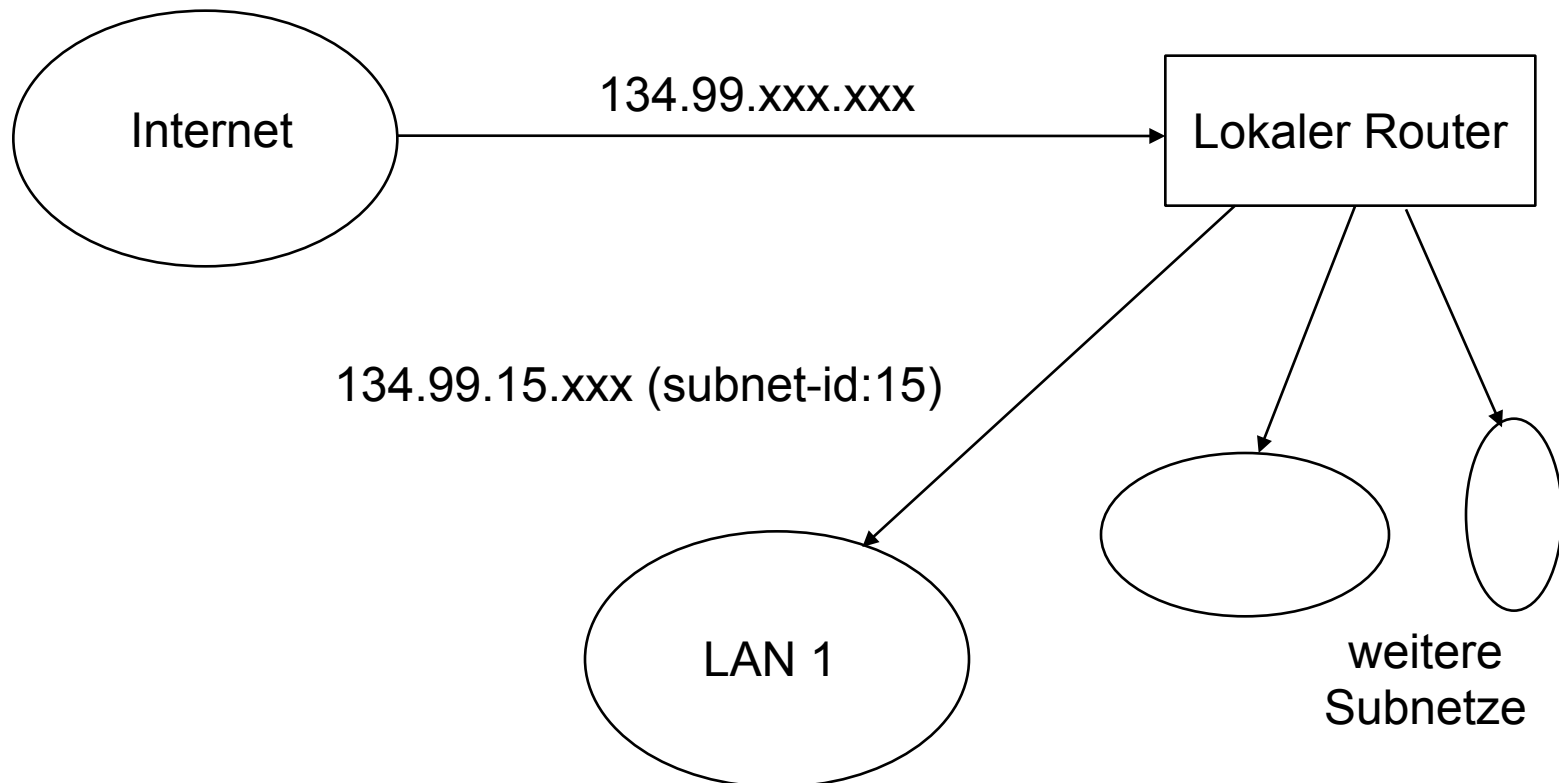 Internet
134.99.xxx.xxx
Lokaler Router
134.99.15.xxx (subnet-id:15)
LAN 1
weitere
Subnetze